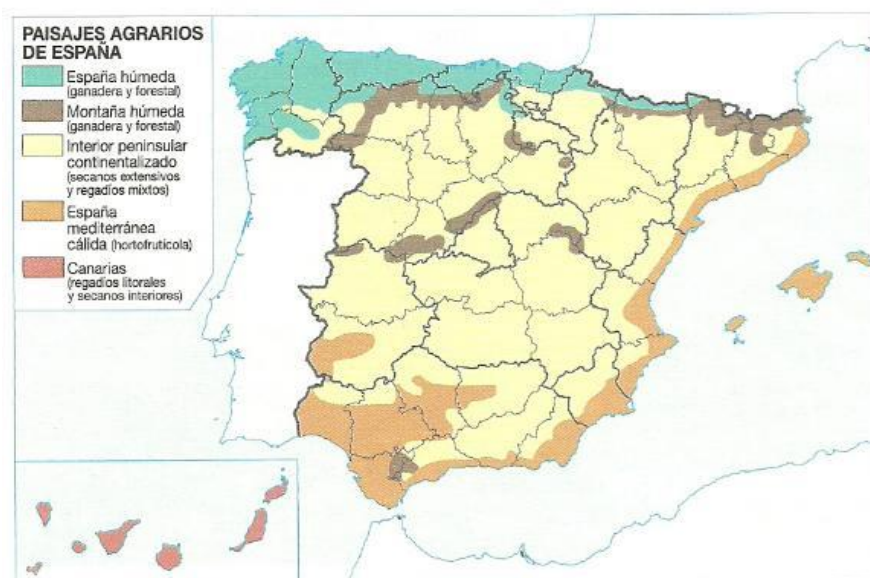 PAISAJES AGRARIOS
DE ESPAÑA
España húmeda
(ganadera y forestal)
Montaña húmeda
(ganadera y forestal)
Interior peninsular
continentalizado
(secanos extensivos
y regadíos mixtos)
España
mediterránea
cálida (hortofrutícola)
Canarias
(regadíos litorales
y secanos interiores)